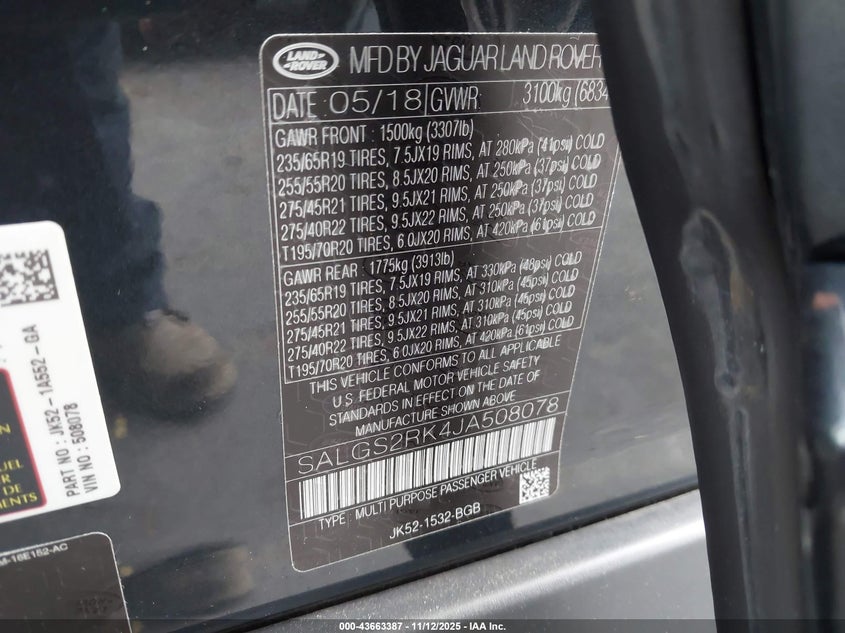 LAND ROVER
MFD BY JAGUAR LAND ROVER
DATE: 05/18 GVWR: 3100kg (6834
GAWR FRONT : 1500kg (3307lb)
235/65R19 TIRES, 7.5JX19 RIMS, AT 280kPa (41psi) COLD
255/55R20 TIRES, 8.5JX20 RIMS, AT 250kPa (37psi) COLD
275/45R21 TIRES, 9.5JX21 RIMS, AT 250kPa (37psi) COLD
275/40R22 TIRES, 9.5JX22 RIMS, AT 250kPa (37psi) COLD
T195/70R20 TIRES, 6.0JX20 RIMS, AT 420kPa (61psi) COLD
GAWR REAR : 1775kg (3913lb)
235/65R19 TIRES, 7.5JX19 RIMS, AT 330kPa (48psi) COLD
255/55R20 TIRES, 8.5JX20 RIMS, AT 310kPa (45psi) COLD
275/45R21 TIRES, 9.5JX21 RIMS, AT 310kPa (45psi) COLD
275/40R22 TIRES, 9.5JX22 RIMS, AT 310kPa (45psi) COLD
T195/70R20 TIRES, 6.0JX20 RIMS, AT 420kPa (61psi) COLD
THIS VEHICLE CONFORMS TO ALL APPLICABLE
U.S. FEDERAL MOTOR VEHICLE SAFETY
STANDARDS IN EFFECT ON THE DATE OF
MANUFACTURE SHOWN ABOVE
SALGS2RK4JA508078
TYPE: MULTI PURPOSE PASSENGER VEHICLE
JK52-1532-BGB
PART NO : JK52-1A552-GA
VIN NO : 508078
UEL
R
DE
MENTS
M-16E152-AC
000-43663387 - 11/12/2025 - IAA Inc.